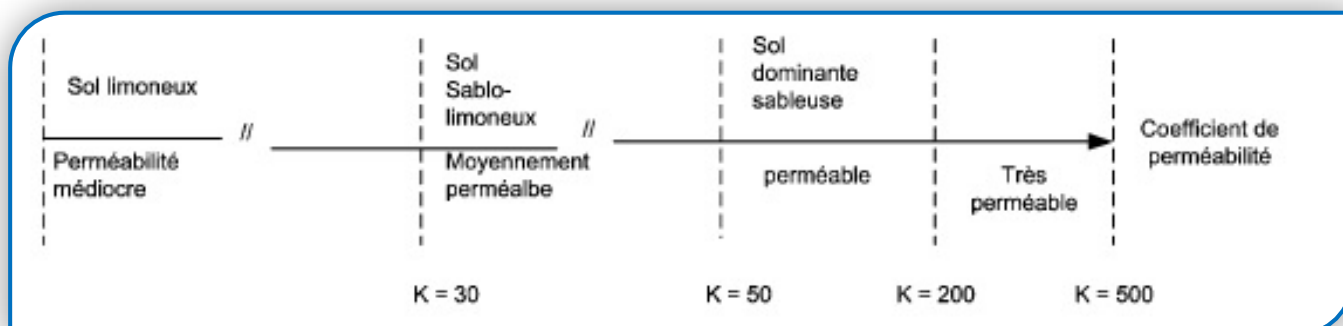 Sol limoneux
//
Perméabilité
médiocre
Sol
Sablo-
limoneux
//
Moyennement
perméalbe
Sol
dominante
sableuse
perméable
Très
perméable
Coefficient de
perméabilité
K = 30
K = 50
K = 200
K = 500